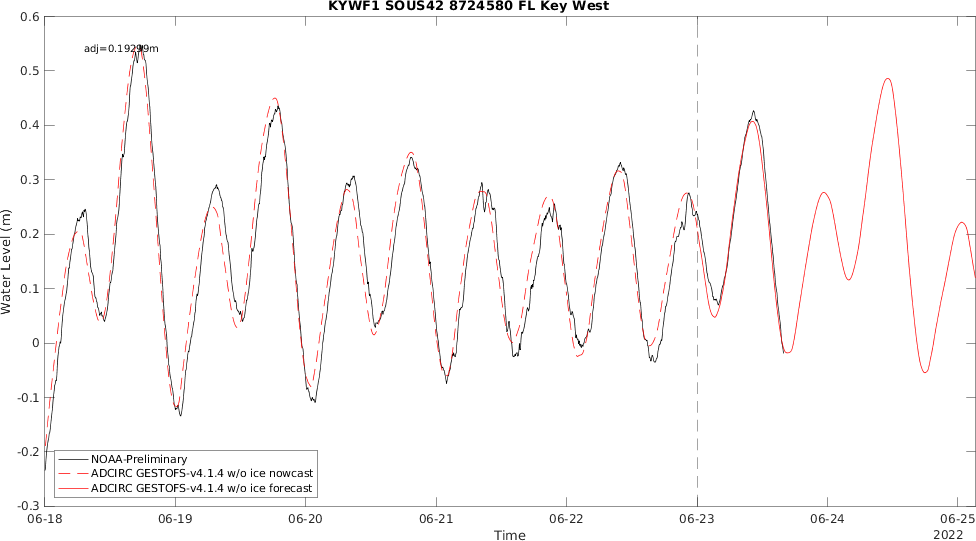 KYWF1 SOUS42 8724580 FL Key West
adj=0.19299m
Water Level (m)
0.6
0.5
0.4
0.3
0.2
0.1
0
-0.1
-0.2
-0.3
NOAA-Preliminary
ADCIRC GESTOFS-v4.1.4 w/o ice nowcast
ADCIRC GESTOFS-v4.1.4 w/o ice forecast
06-18 06-19 06-20 06-21 06-22 06-23 06-24 06-25
Time
2022